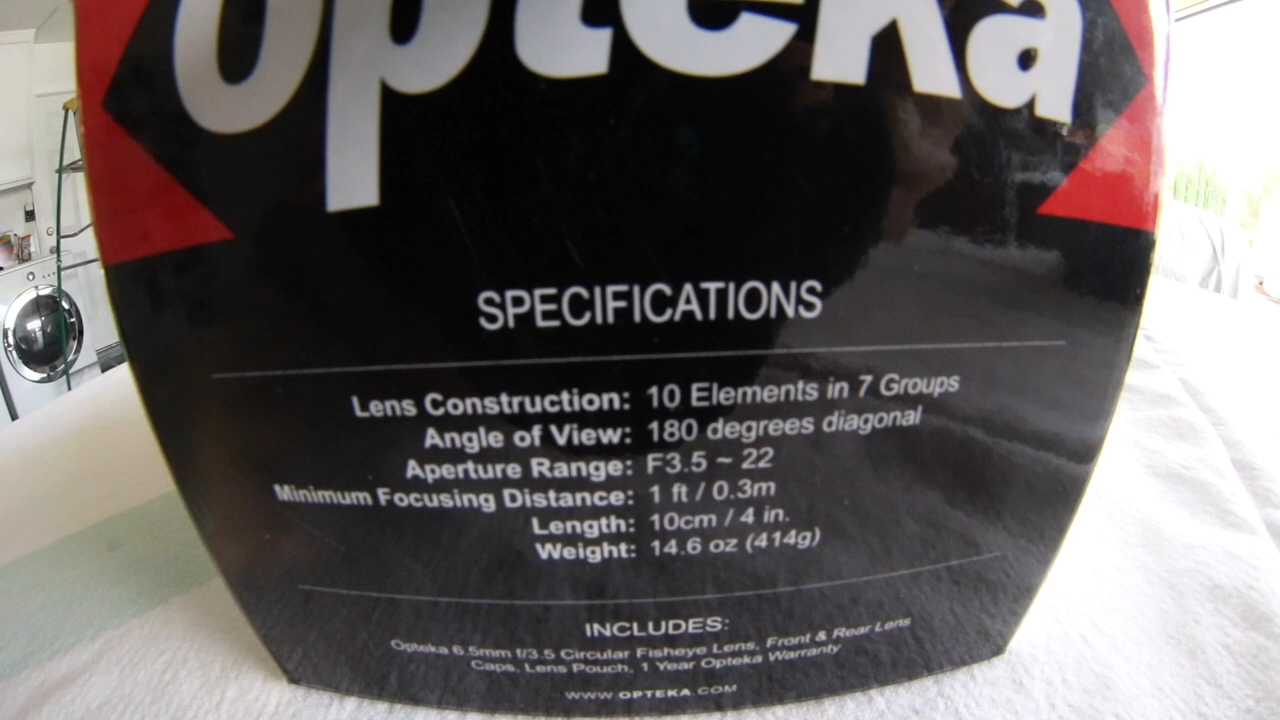 opteka
SPECIFICATIONS
Lens Construction: 10 Elements in 7 Groups
Angle of View: 180 degrees diagonal
Aperture Range: F3.5 ~ 22
Minimum Focusing Distance: 1 ft / 0.3m
Length: 10cm / 4 in.
Weight: 14.6 oz (414g)
INCLUDES:
Opteka 6.5mm f/3.5 Circular Fisheye Lens, Front & Rear Lens
Caps, Lens Pouch, 1 Year Opteka Warranty
WWW.OPTEKA.COM